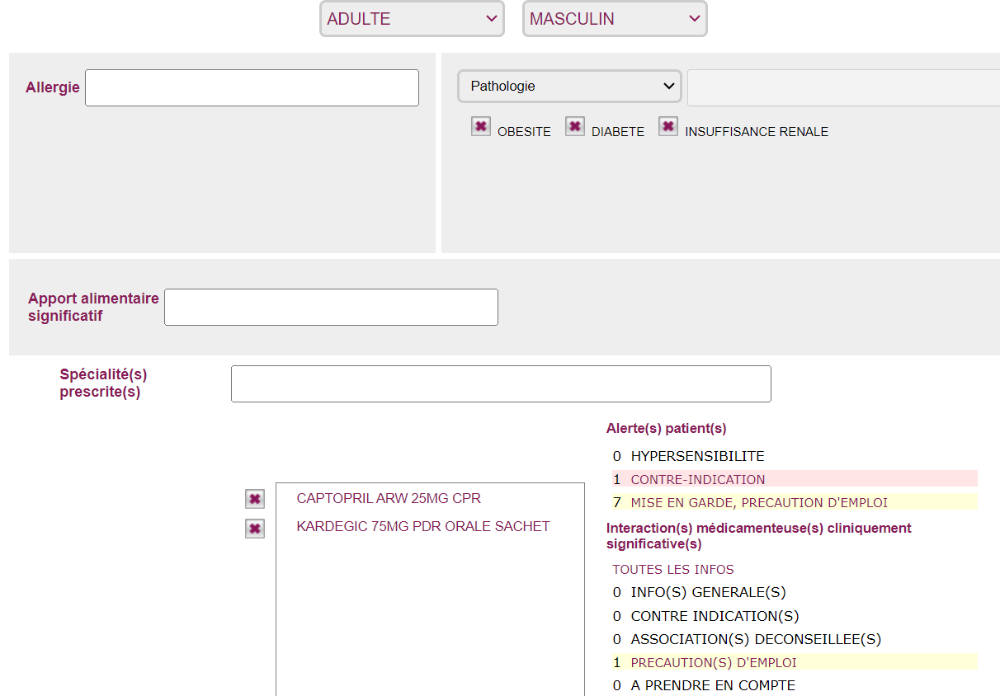 ADULTE MASCULIN
Allergie Pathologie
OBESITE DIABETE INSUFFISANCE RENALE
Apport alimentaire
significatif
Spécialité(s)
prescrite(s)
Alerte(s) patient(s)
0 HYPERSENSIBILITE
1 CONTRE-INDICATION
7 MISE EN GARDE, PRECAUTION D'EMPLOI
CAPTOPRIL ARW 25MG CPR
KARDEGIC 75MG PDR ORALE SACHET
Interaction(s) médicamenteuse(s) cliniquement
significative(s)
TOUTES LES INFOS
0 INFO(S) GENERALE(S)
0 CONTRE INDICATION(S)
0 ASSOCIATION(S) DECONSEILLEE(S)
1 PRECAUTION(S) D'EMPLOI
0 A PRENDRE EN COMPTE